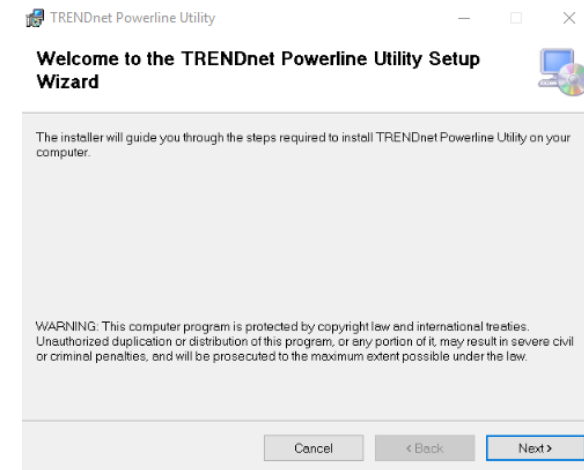 TRENDnet Powerline Utility
Welcome to the TRENDnet Powerline Utility Setup
Wizard
The installer will guide you through the steps required to install TRENDnet Powerline Utility on your
computer.
WARNING: This computer program is protected by copyright law and international treaties.
Unauthorized duplication or distribution of this program, or any portion of it, may result in severe civil
or criminal penalties, and will be prosecuted to the maximum extent possible under the law.
Cancel < Back Next >